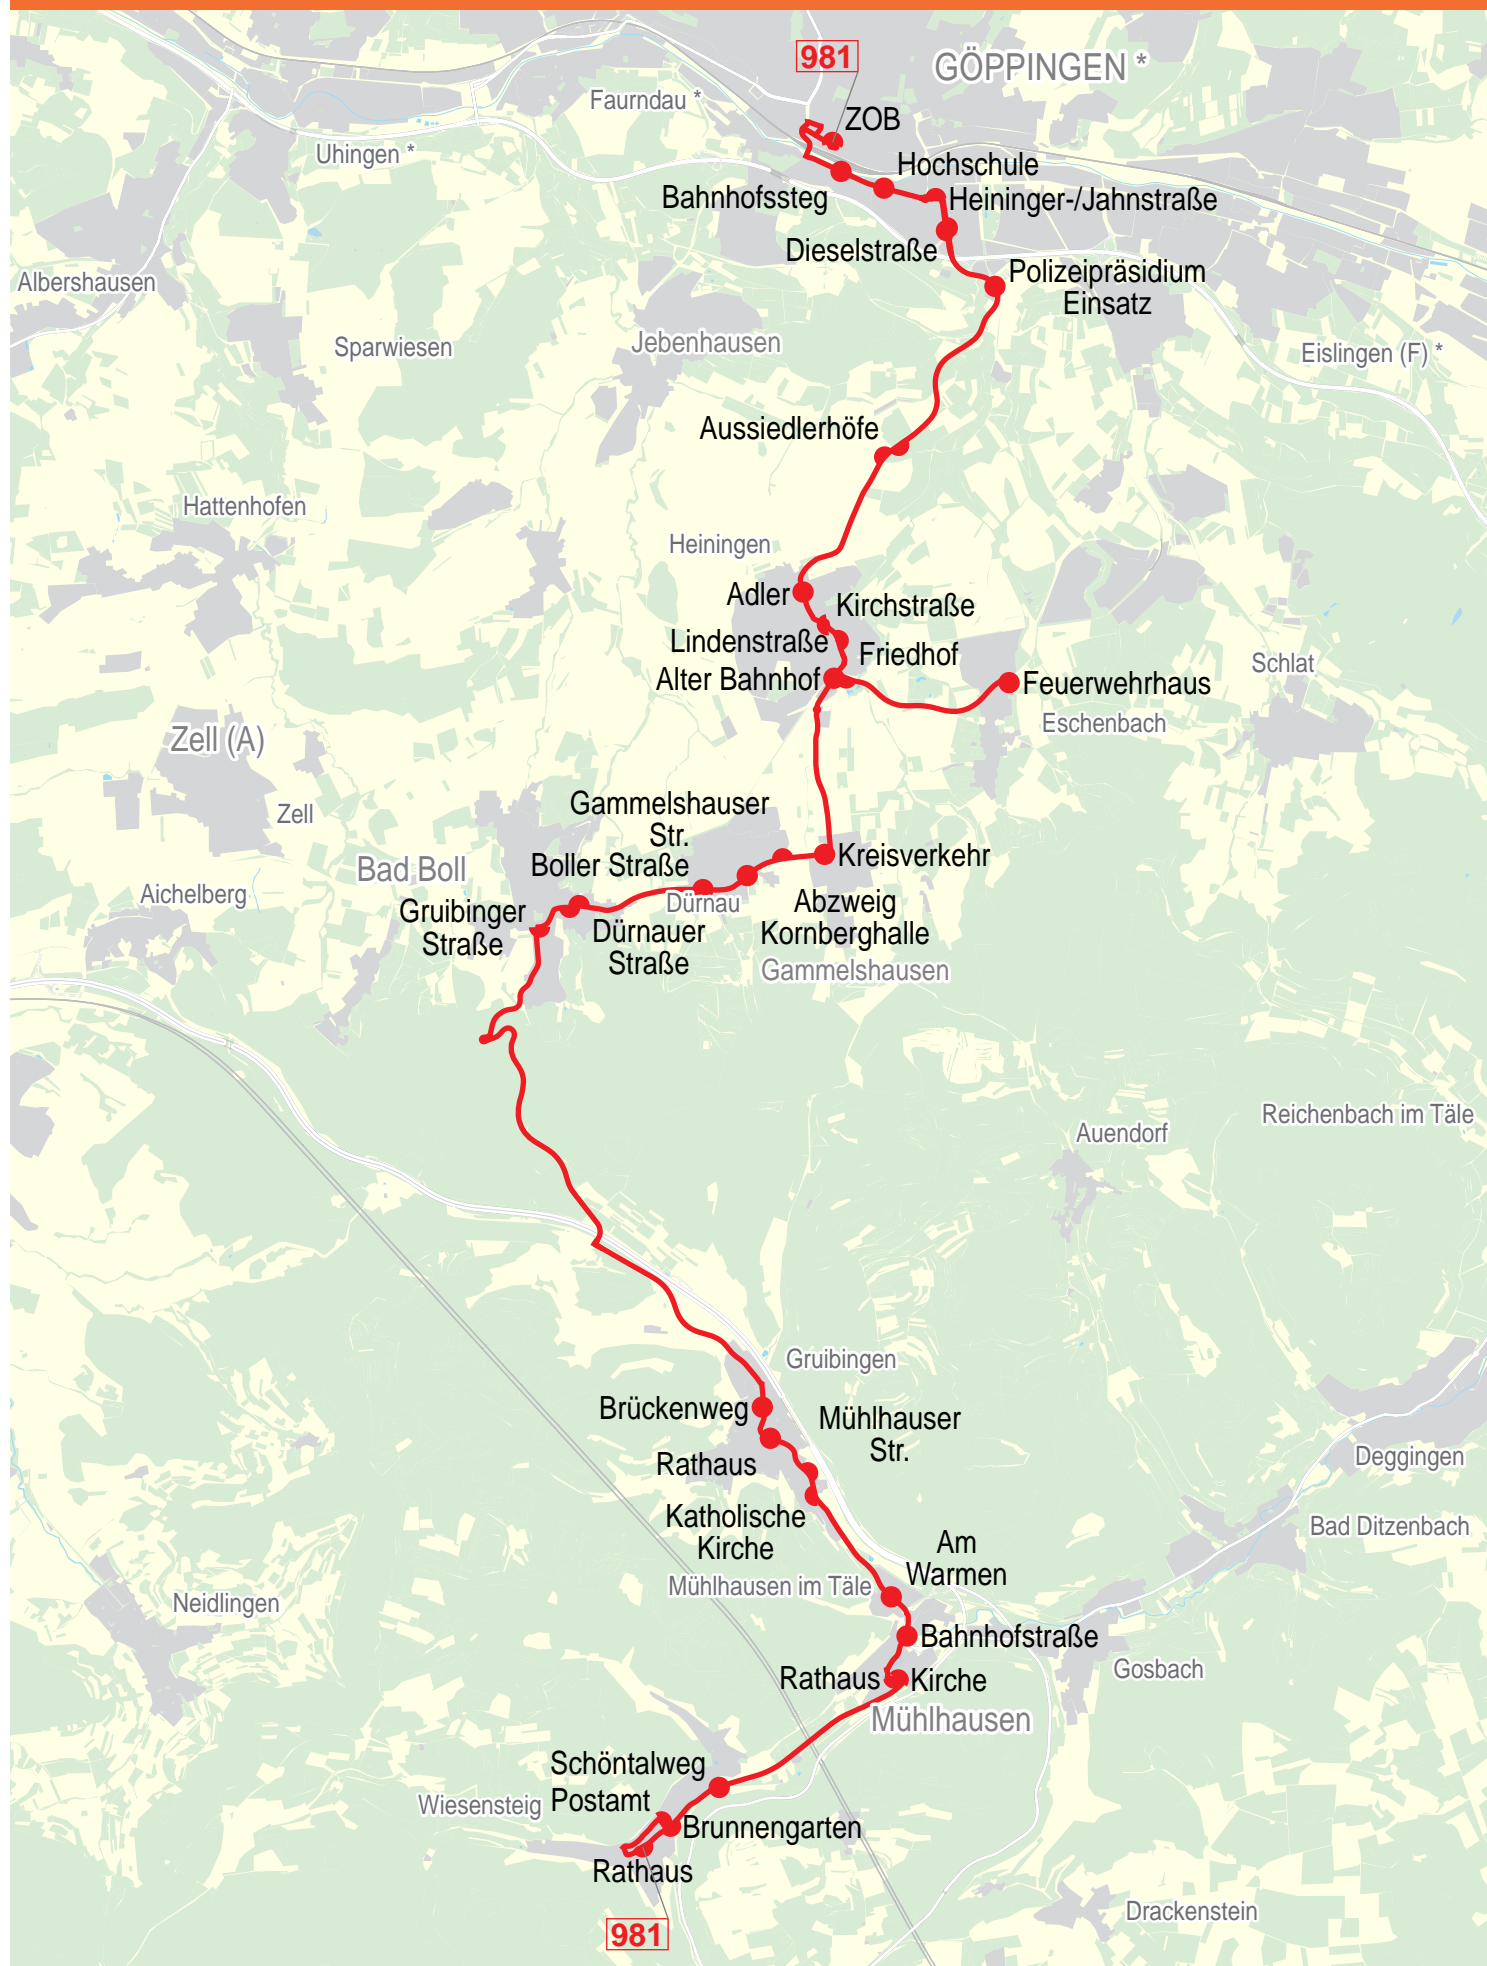 981
GÖPPINGEN *
Faurndau *
ZOB
Uhingen *
Hochschule
Bahnhofssteg
Heininger-/Jahnstraße
Dieselstraße
Albershausen
Polizeipräsidium
Einsatz
Sparwiesen
Jebenhausen
Eislingen (F) *
Aussiedlerhöfe
Hattenhofen
Heiningen
Adler
Kirchstraße
Lindenstraße
Friedhof
Alter Bahnhof
Schlat
Feuerwehrhaus
Eschenbach
Zell (A)
Zell
Gammelshauser
Str.
Boller Straße
Kreisverkehr
Bad Boll
Aichelberg
Dürnau
Abzweig
Kornberghalle
Gruibinger
Straße
Dürnauer
Straße
Gammelshausen
Reichenbach im Täle
Auendorf
Gruibingen
Brückenweg
Mühlhauser
Str.
Rathaus
Deggingen
Katholische
Kirche
Bad Ditzenbach
Am
Warmen
Mühlhausen im Täle
Neidlingen
Bahnhofstraße
Gosbach
Rathaus
Kirche
Mühlhausen
Schöntalweg
Wiesensteig
Postamt
Brunnengarten
Rathaus
Drackenstein
981